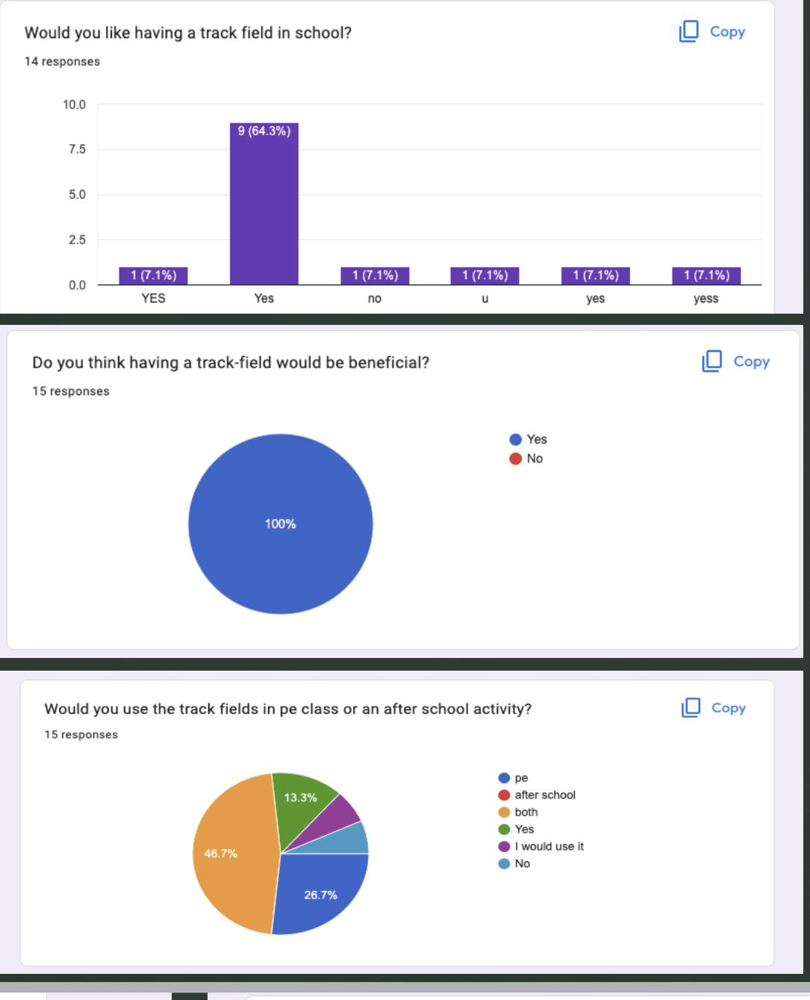 Would you like having a track field in school?
Copy
14 responses
10.0
7.5
5.0
2.5
0.0
1 (7.1%)
9 (64.3%)
1 (7.1%)
1 (7.1%)
1 (7.1%)
1 (7.1%)
YES
Yes
no
u
yes
yess
Do you think having a track-field would be beneficial?
Copy
15 responses
100%
Yes
No
Would you use the track fields in pe class or an after school activity?
Copy
15 responses
13.3%
46.7%
26.7%
pe
after school
both
Yes
I would use it
No